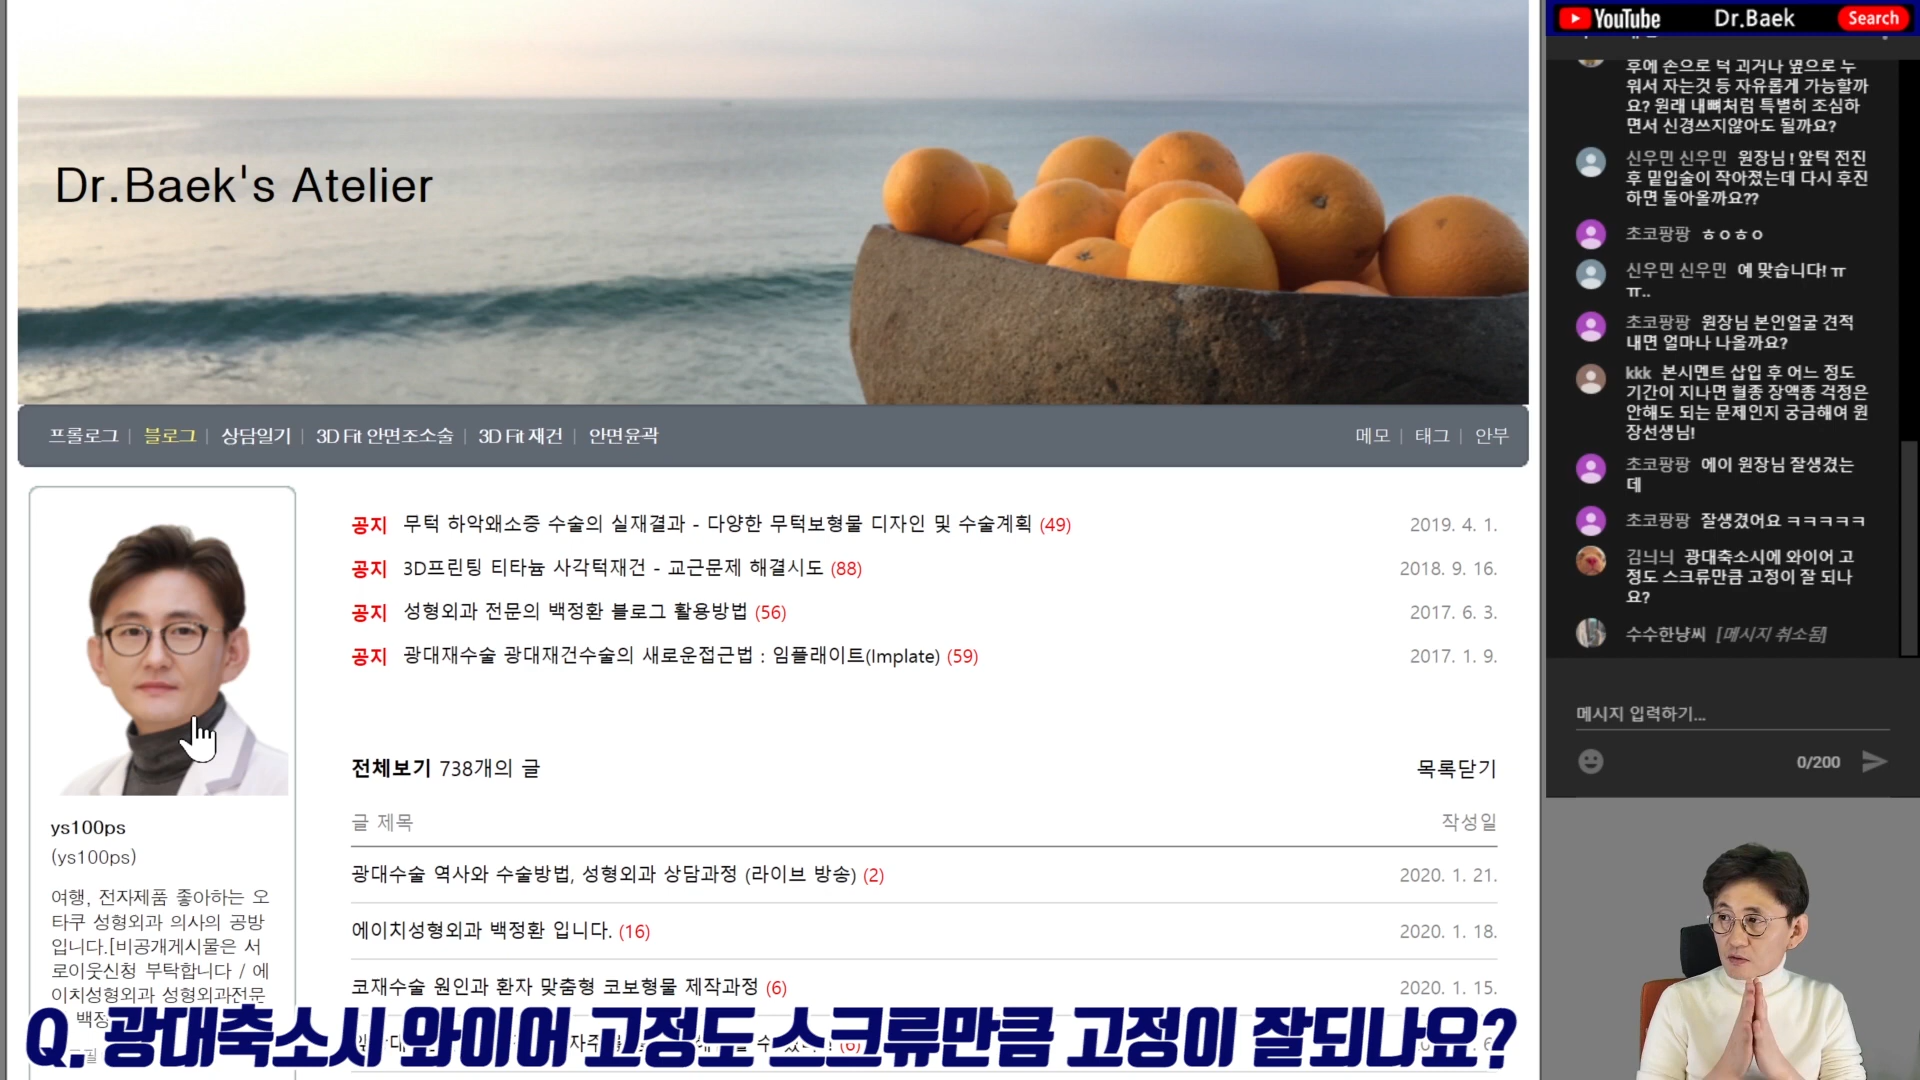 Dr.Baek's Atelier
프롤로그 | 블로그 | 상담일기 | 3D Fit 안면조소술 | 3D Fit 재건 | 안면윤곽
메모 | 태그 | 안부
ys100ps
(ys100ps)
여행, 전자제품 좋아하는 오
타쿠 성형외과 의사의 공방
입니다.[비공개게시물은 서
로이웃신청 부탁합니다 / 에
이치성형외과 성형외과전문
백정
공지 무턱 하악왜소증 수술의 실재결과 - 다양한 무턱보형물 디자인 및 수술계획 (49) 2019. 4. 1.
공지 3D프린팅 티타늄 사각턱재건 - 교근문제 해결시도 (88) 2018. 9. 16.
공지 성형외과 전문의 백정환 블로그 활용방법 (56) 2017. 6. 3.
공지 광대재수술 광대재건수술의 새로운접근법 : 임플래이트(Implate) (59) 2017. 1. 9.
전체보기 738개의 글 목록닫기
글 제목 작성일
광대수술 역사와 수술방법, 성형외과 상담과정 (라이브 방송) (2) 2020. 1. 21.
에이치성형외과 백정환 입니다. (16) 2020. 1. 18.
코재수술 원인과 환자 맞춤형 코보형물 제작과정 (6) 2020. 1. 15.
(6)
Q. 광대축소시 와이어 고정도 스크류만큼 고정이 잘되나요?
YouTube Dr.Baek Search
후에 손으로 턱 괴거나 옆으로 누
워서 자는것 등 자유롭게 가능할까
요? 원래 내뼈처럼 특별히 조심하
면서 신경쓰지않아도 될까요?
신우민 신우민 원장님 ! 앞턱 전진
후 밑입술이 작아졌는데 다시 후진
하면 돌아올까요??
초코팡팡 ㅎㅇㅎㅇ
신우민 신우민 예 맞습니다! ㅠ
ㅠ..
초코팡팡 원장님 본인얼굴 견적
내면 얼마나 나올까요?
kkk 본시멘트 삽입 후 어느 정도
기간이 지나면 혈종 장액종 걱정은
안해도 되는 문제인지 궁금해여 원
장선생님!
초코팡팡 에이 원장님 잘생겼는
데
초코팡팡 잘생겼어요 ㅋㅋㅋㅋㅋ
김늬늬 광대축소시에 와이어 고
정도 스크류만큼 고정이 잘 되나
요?
수수한냥씨 [메시지 취소됨]
메시지 입력하기...
0/200